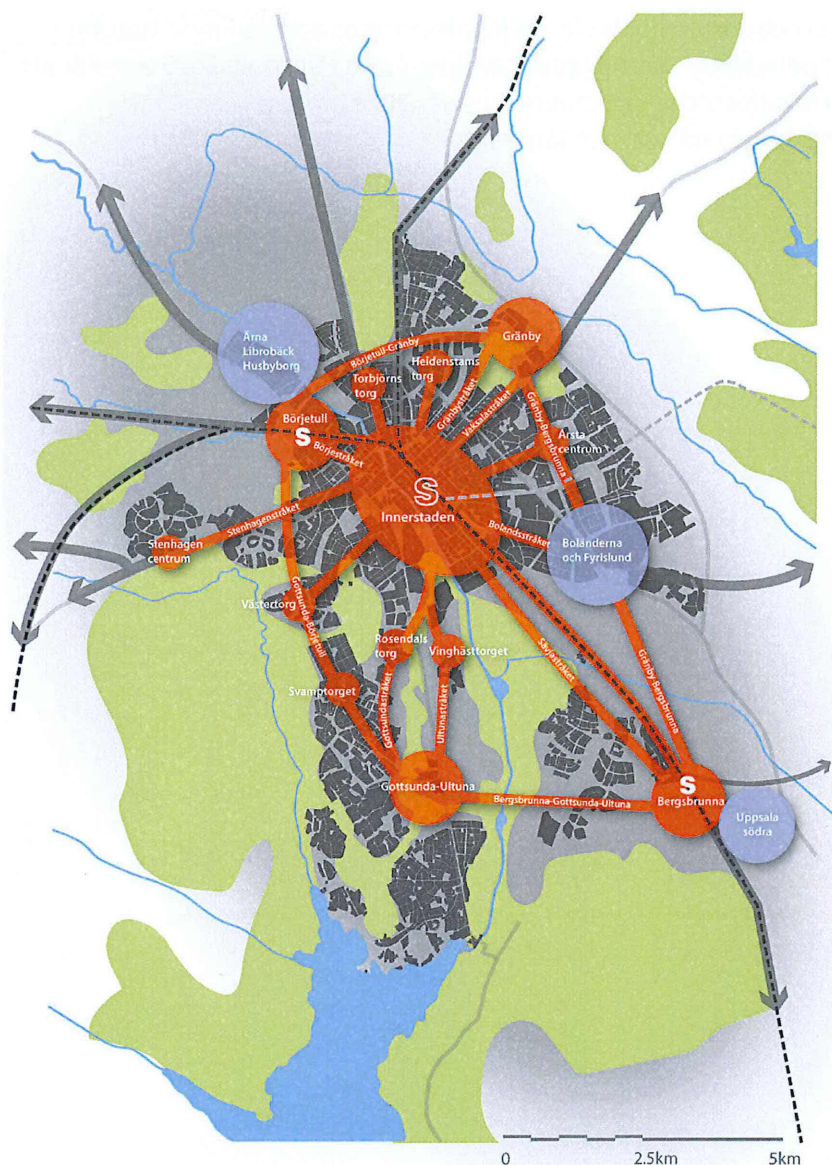 Ärna
Librobäck
Husbyborg
Gränby
Börjetull-Gränby
Heidenstams
torg
Torbjörns
torg
Gränbystråket
Vaksalastråket
Gränby-Bergsbrunna
Börjetull
S
Börjestråket
Årsta
centrum
S
Innerstaden
Stenhagenstråket
Stenhagen
centrum
Bolandsstråket
Boländerna
och Fyrislund
Västertorg
Gottsunda-Börjetull
Rosendals
torg
Vinghästtorget
Svamptorget
Gottsundastråket
Ultunastråket
Särjastråket
Gränby-Bergsbrunna
Gottsunda-Ultuna
Bergsbrunna-Gottsunda-Ultuna
S
Bergsbrunna
Uppsala
södra
0 2.5km 5km